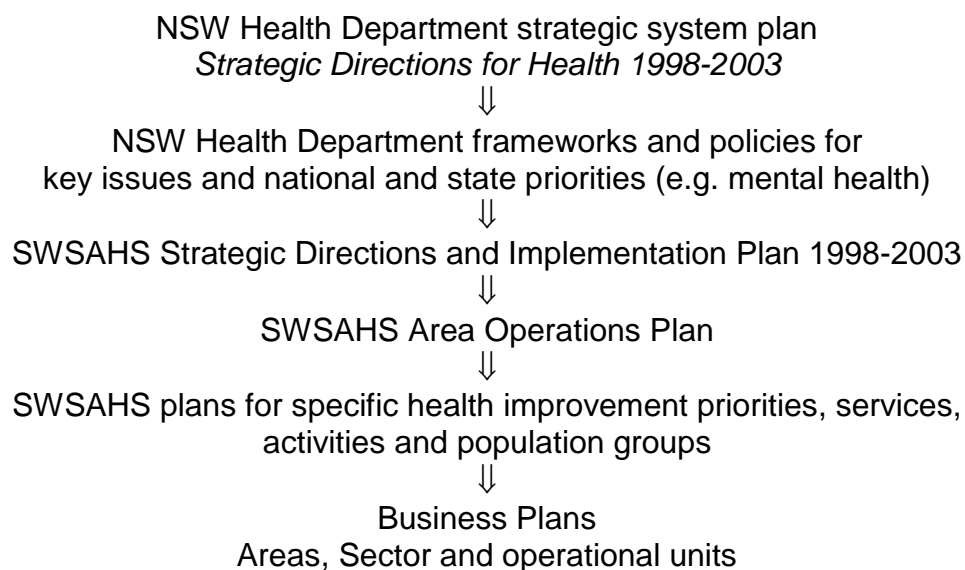 NSW Health Department strategic system plan
Strategic Directions for Health 1998-2003
⇓
NSW Health Department frameworks and policies for
key issues and national and state priorities (e.g. mental health)
⇓
SWSAHS Strategic Directions and Implementation Plan 1998-2003
⇓
SWSAHS Area Operations Plan
⇓
SWSAHS plans for specific health improvement priorities, services,
activities and population groups
⇓
Business Plans
Areas, Sector and operational units